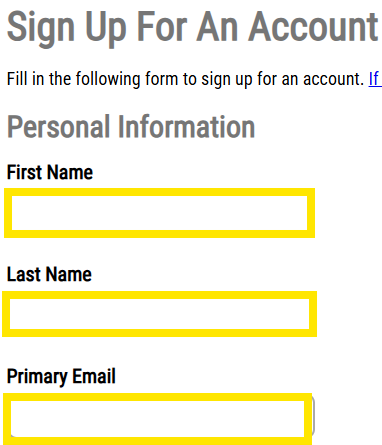 Sign Up For An Account
Fill in the following form to sign up for an account. If
Personal Information
First Name
Last Name
Primary Email